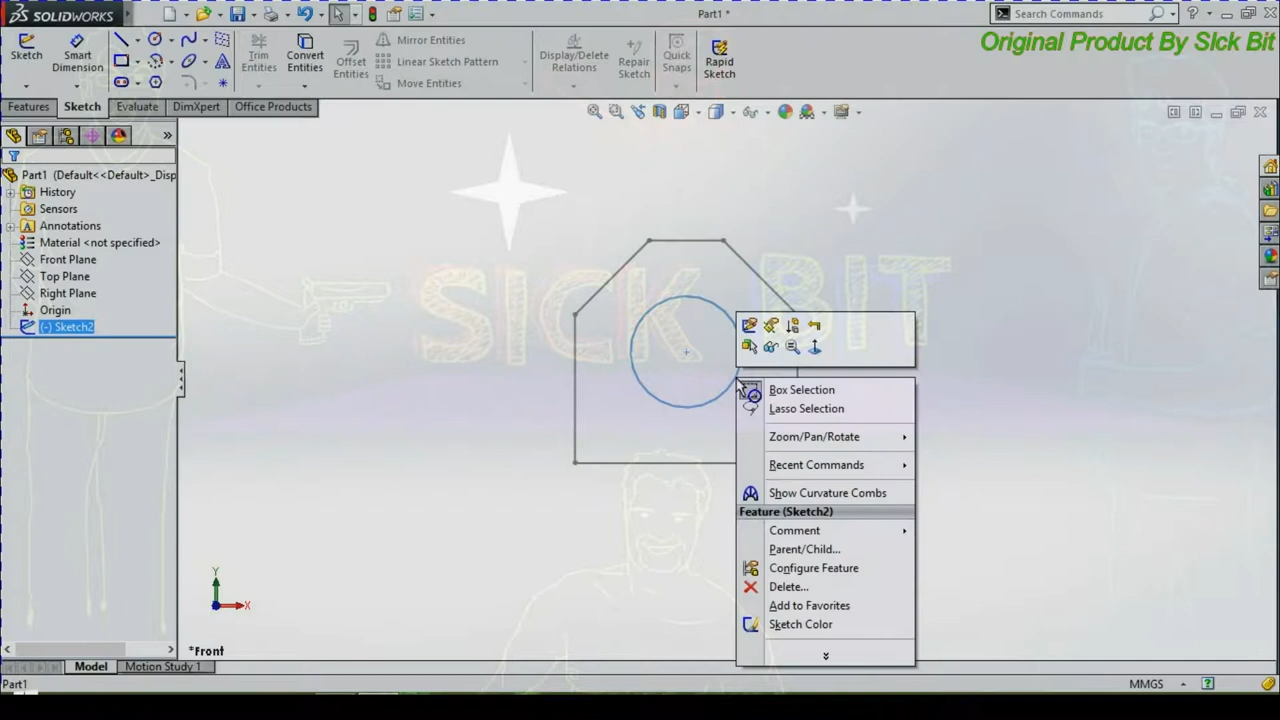 SOLIDWORKS
Part1 *
Search Commands
Original Product By SIck Bit
Sketch
Smart Dimension
Trim Entities
Convert Entities
Offset Entities
Mirror Entities
Linear Sketch Pattern
Move Entities
Display/Delete Relations
Repair Sketch
Quick Snaps
Rapid Sketch
Features
Sketch
Evaluate
DimXpert
Office Products
Part1 (Default<<Default>_Disp
History
Sensors
Annotations
Material <not specified>
Front Plane
Top Plane
Right Plane
Origin
(-) Sketch2
SICK BIT
Box Selection
Lasso Selection
Zoom/Pan/Rotate
Recent Commands
Show Curvature Combs
Feature (Sketch2)
Comment
Parent/Child...
Configure Feature
Delete...
Add to Favorites
Sketch Color
Y
X
*Front
Model
Motion Study 1
Part1
MMGS